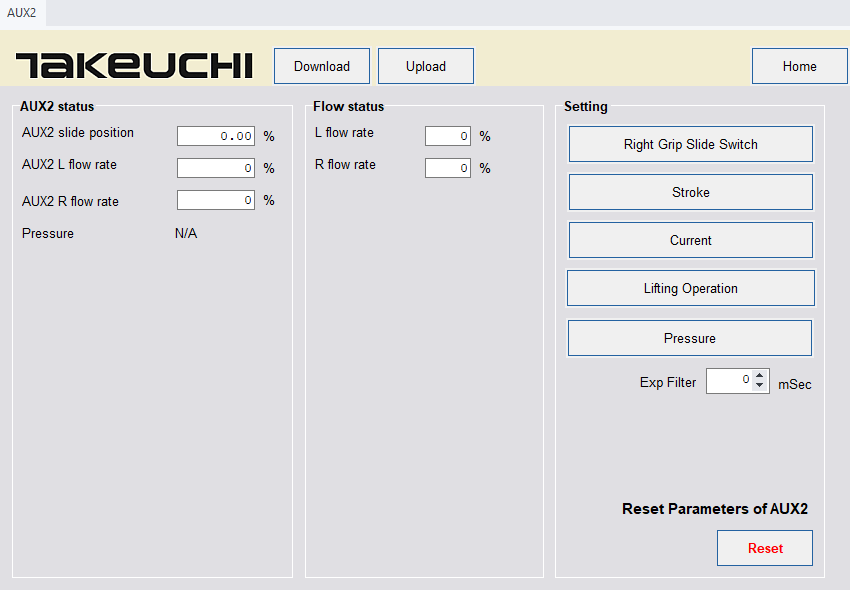 AUX2
TAKEUCHI
Download
Upload
Home
AUX2 status
AUX2 slide position 0.00 %
AUX2 L flow rate 0 %
AUX2 R flow rate 0 %
Pressure N/A
Flow status
L flow rate 0 %
R flow rate 0 %
Setting
Right Grip Slide Switch
Stroke
Current
Lifting Operation
Pressure
Exp Filter 0 mSec
Reset Parameters of AUX2
Reset